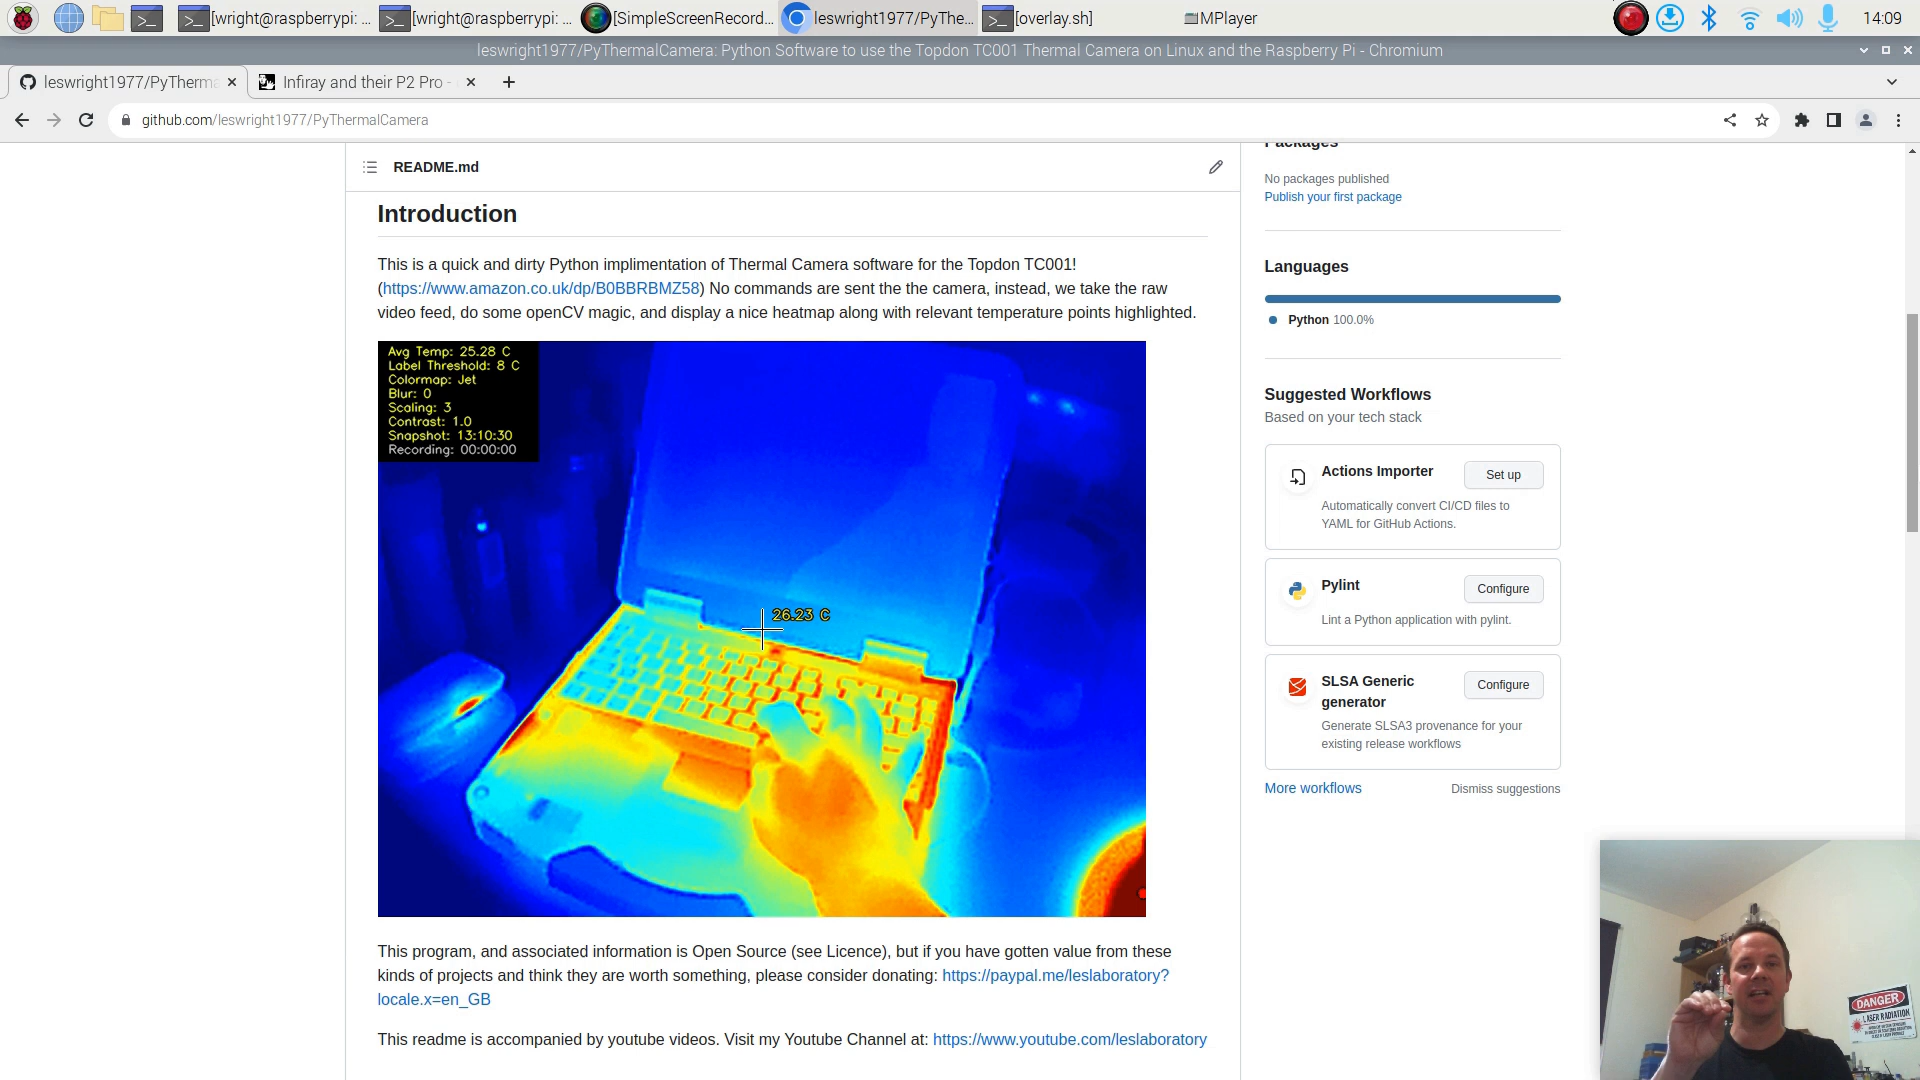 [wright@raspberrypi: ...
[wright@raspberrypi: ...
[SimpleScreenRecord...
leswright1977/PyThe...
[overlay.sh]
MPlayer
14:09
leswright1977/PyThermalCamera: Python Software to use the Topdon TC001 Thermal Camera on Linux and the Raspberry Pi - Chromium
leswright1977/PyTherma
Infiray and their P2 Pro -
github.com/leswright1977/PyThermalCamera
README.md
Introduction
This is a quick and dirty Python implimentation of Thermal Camera software for the Topdon TC001!
(https://www.amazon.co.uk/dp/B0BBRBMZ58) No commands are sent the the camera, instead, we take the raw
video feed, do some openCV magic, and display a nice heatmap along with relevant temperature points highlighted.
Avg Temp: 25.28 C
Label Threshold: 8 C
Colormap: Jet
Blur: 0
Scaling: 3
Contrast: 1.0
Snapshot: 13:10:30
Recording: 00:00:00
26.23 C
This program, and associated information is Open Source (see Licence), but if you have gotten value from these
kinds of projects and think they are worth something, please consider donating: https://paypal.me/leslaboratory?
locale.x=en_GB
This readme is accompanied by youtube videos. Visit my Youtube Channel at: https://www.youtube.com/leslaboratory
Packages
No packages published
Publish your first package
Languages
Python 100.0%
Suggested Workflows
Based on your tech stack
Actions Importer
Set up
Automatically convert CI/CD files to
YAML for GitHub Actions.
Pylint
Configure
Lint a Python application with pylint.
SLSA Generic
generator
Configure
Generate SLSA3 provenance for your
existing release workflows
More workflows
Dismiss suggestions
DANGER
LASER RADIATION